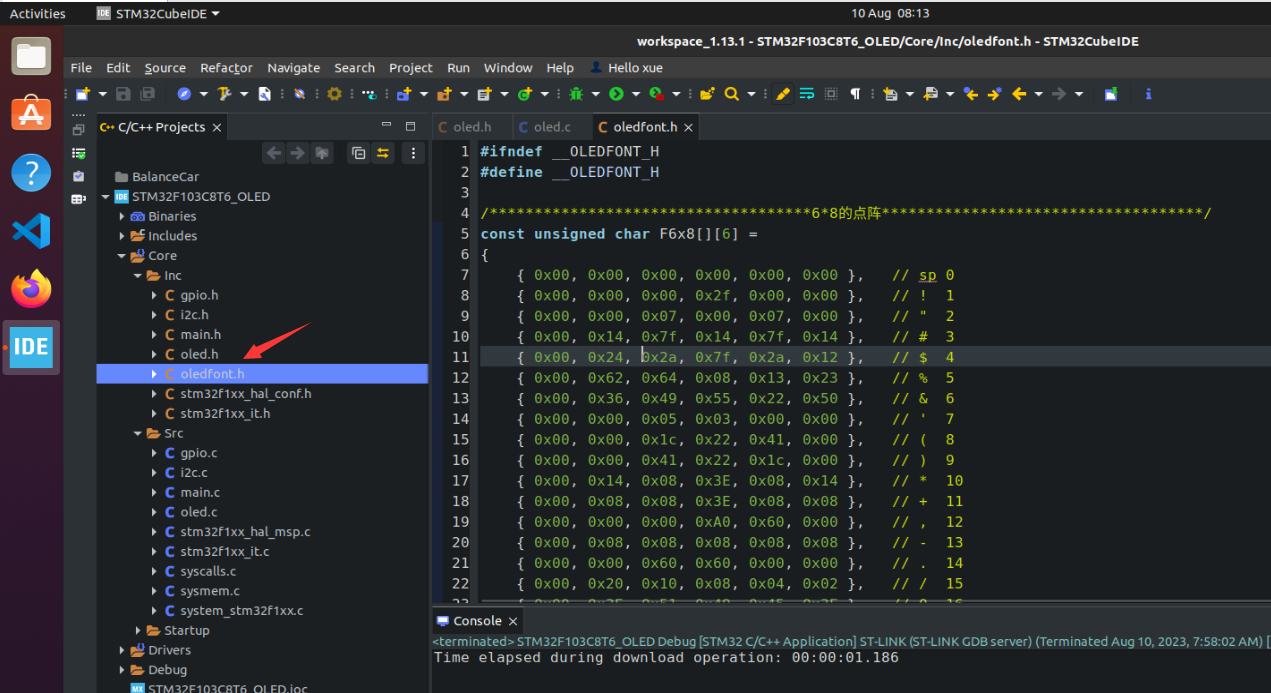 Activities STM32CubeIDE 10 Aug 08:13
workspace_1.13.1 - STM32F103C8T6_OLED/Core/Inc/oledfont.h - STM32CubeIDE
File Edit Source Refactor Navigate Search Project Run Window Help Hello xue
C/C++ Projects
BalanceCar
STM32F103C8T6_OLED
Binaries
Includes
Core
Inc
gpio.h
i2c.h
main.h
oled.h
oledfont.h
stm32f1xx_hal_conf.h
stm32f1xx_it.h
Src
gpio.c
i2c.c
main.c
oled.c
stm32f1xx_hal_msp.c
stm32f1xx_it.c
syscalls.c
sysmem.c
system_stm32f1xx.c
Startup
Drivers
Debug
STM32F103C8T6_OLED.ioc
oled.h oled.c oledfont.h
1 #ifndef __OLEDFONT_H
2 #define __OLEDFONT_H
3
4 /************************************6*8的点阵************************************/
5 const unsigned char F6x8[][6] =
6 {
7 { 0x00, 0x00, 0x00, 0x00, 0x00, 0x00 }, // sp 0
8 { 0x00, 0x00, 0x00, 0x2f, 0x00, 0x00 }, // ! 1
9 { 0x00, 0x00, 0x07, 0x00, 0x07, 0x00 }, // " 2
10 { 0x00, 0x14, 0x7f, 0x14, 0x7f, 0x14 }, // # 3
11 { 0x00, 0x24, 0x2a, 0x7f, 0x2a, 0x12 }, // $ 4
12 { 0x00, 0x62, 0x64, 0x08, 0x13, 0x23 }, // % 5
13 { 0x00, 0x36, 0x49, 0x55, 0x22, 0x50 }, // & 6
14 { 0x00, 0x00, 0x05, 0x03, 0x00, 0x00 }, // ' 7
15 { 0x00, 0x00, 0x1c, 0x22, 0x41, 0x00 }, // ( 8
16 { 0x00, 0x00, 0x41, 0x22, 0x1c, 0x00 }, // ) 9
17 { 0x00, 0x14, 0x08, 0x3E, 0x08, 0x14 }, // * 10
18 { 0x00, 0x08, 0x08, 0x3E, 0x08, 0x08 }, // + 11
19 { 0x00, 0x00, 0x00, 0xA0, 0x60, 0x00 }, // , 12
20 { 0x00, 0x08, 0x08, 0x08, 0x08, 0x08 }, // - 13
21 { 0x00, 0x00, 0x60, 0x60, 0x00, 0x00 }, // . 14
22 { 0x00, 0x20, 0x10, 0x08, 0x04, 0x02 }, // / 15
Console
<terminated> STM32F103C8T6_OLED Debug [STM32 C/C++ Application] ST-LINK (ST-LINK GDB server) (Terminated Aug 10, 2023, 7:58:02 AM) [
Time elapsed during download operation: 00:00:01.186